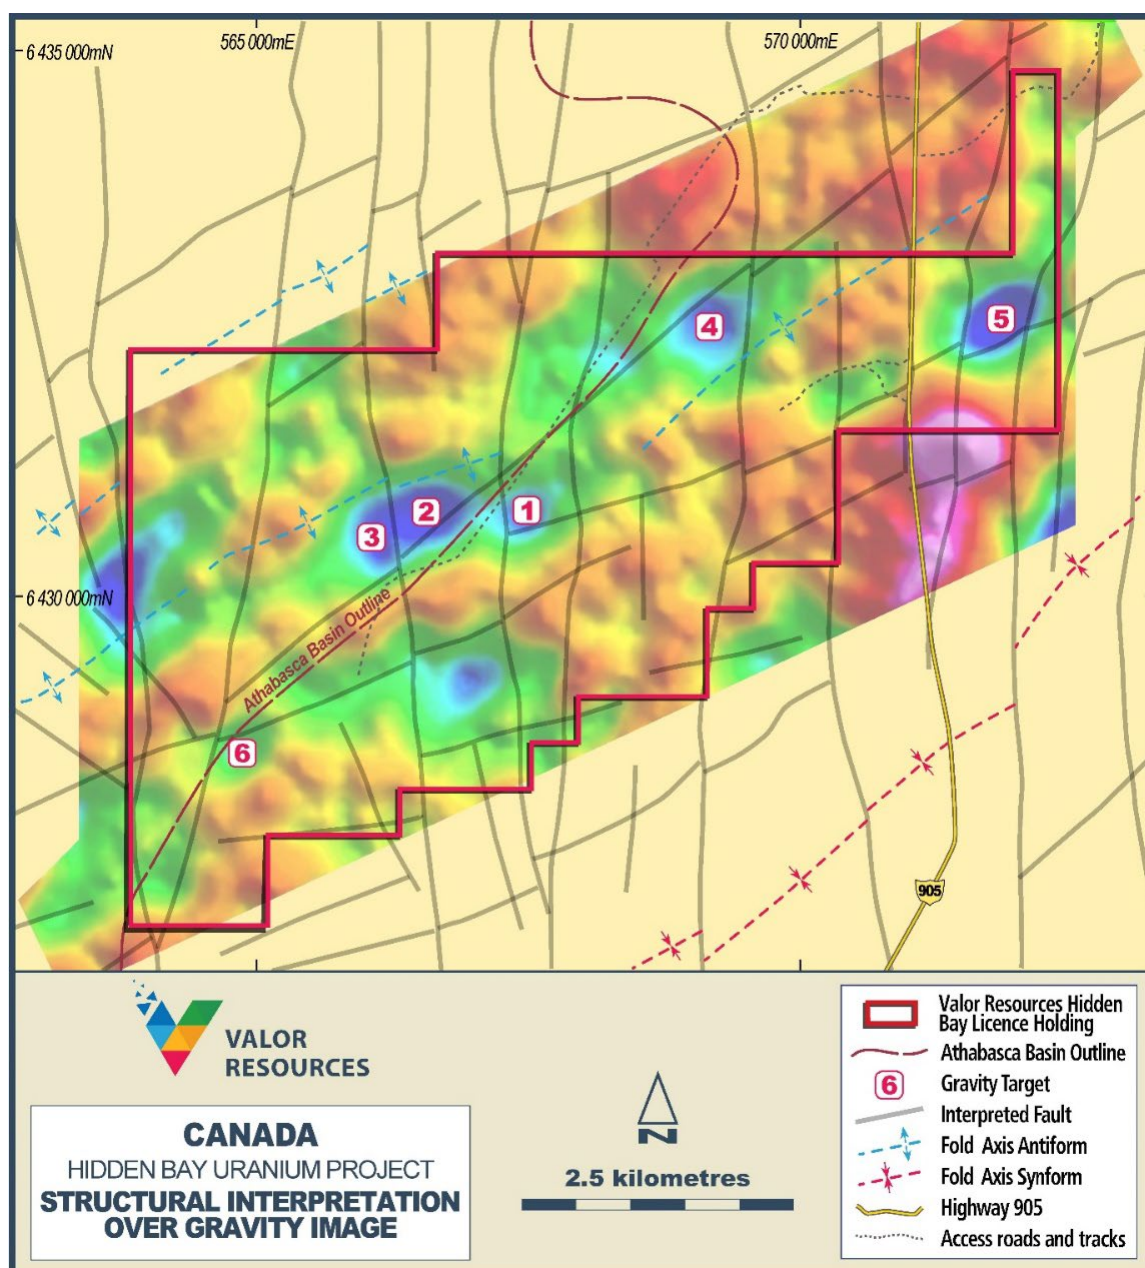 565 000mE
570 000mE
6 435 000mN
4
5
2
1
3
6 430 000mN
Athabasca Basin Outline
6
905
VALOR
RESOURCES
CANADA
HIDDEN BAY URANIUM PROJECT
STRUCTURAL INTERPRETATION
OVER GRAVITY IMAGE
N
2.5 kilometres
Valor Resources Hidden
Bay Licence Holding
Athabasca Basin Outline
6
Gravity Target
Interpreted Fault
Fold Axis Antiform
Fold Axis Synform
Highway 905
Access roads and tracks